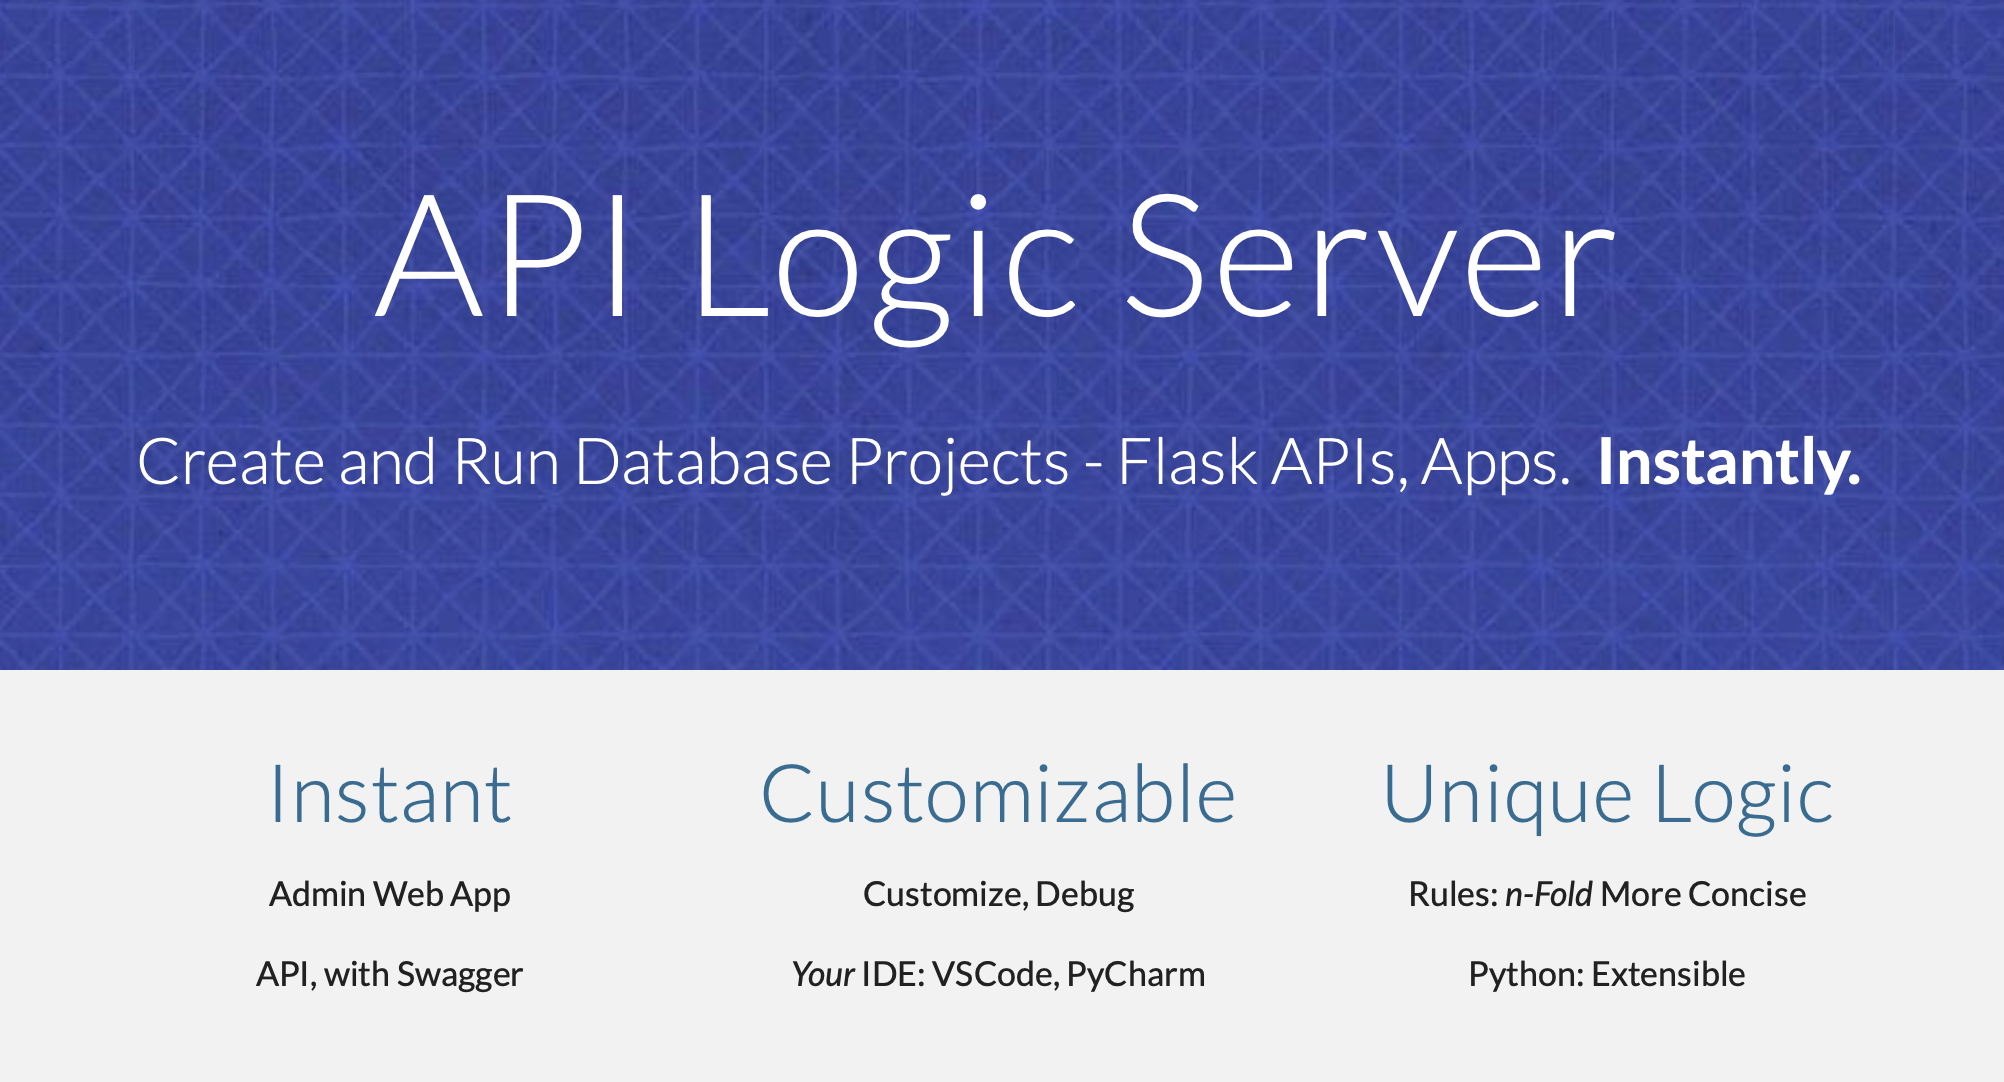 API Logic Server
Create and Run Database Projects - Flask APIs, Apps. Instantly.
Instant
Admin Web App
API, with Swagger
Customizable
Customize, Debug
Your IDE: VSCode, PyCharm
Unique Logic
Rules: n-Fold More Concise
Python: Extensible